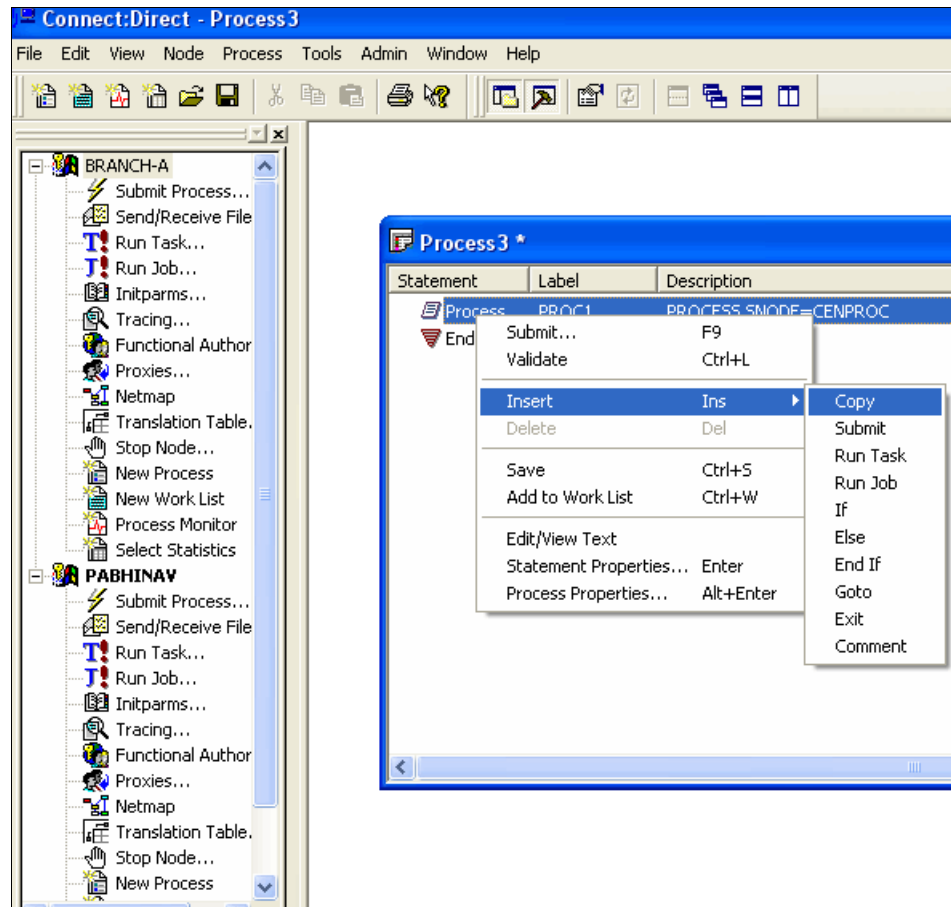 Connect:Direct - Process3
File Edit View Node Process Tools Admin Window Help
BRANCH-A
Submit Process...
Send/Receive File
Run Task...
Run Job...
Initparms...
Tracing...
Functional Author
Proxies...
Netmap
Translation Table.
Stop Node...
New Process
New Work List
Process Monitor
Select Statistics
PABHINAV
Submit Process...
Send/Receive File
Run Task...
Run Job...
Initparms...
Tracing...
Functional Author
Proxies...
Netmap
Translation Table.
Stop Node...
New Process
Process3 *
Statement Label Description
Process PROC1 PROCESS SNODE=CENPROC
End
Submit... F9
Validate Ctrl+L
Insert Ins
Delete Del
Save Ctrl+S
Add to Work List Ctrl+W
Edit/View Text
Statement Properties... Enter
Process Properties... Alt+Enter
Copy
Submit
Run Task
Run Job
If
Else
End If
Goto
Exit
Comment